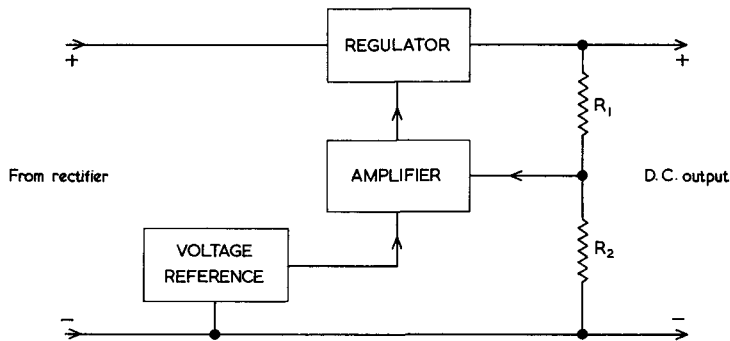 REGULATOR
+
+
R1
AMPLIFIER
From rectifier
D.C. output
VOLTAGE
REFERENCE
R2
−
−